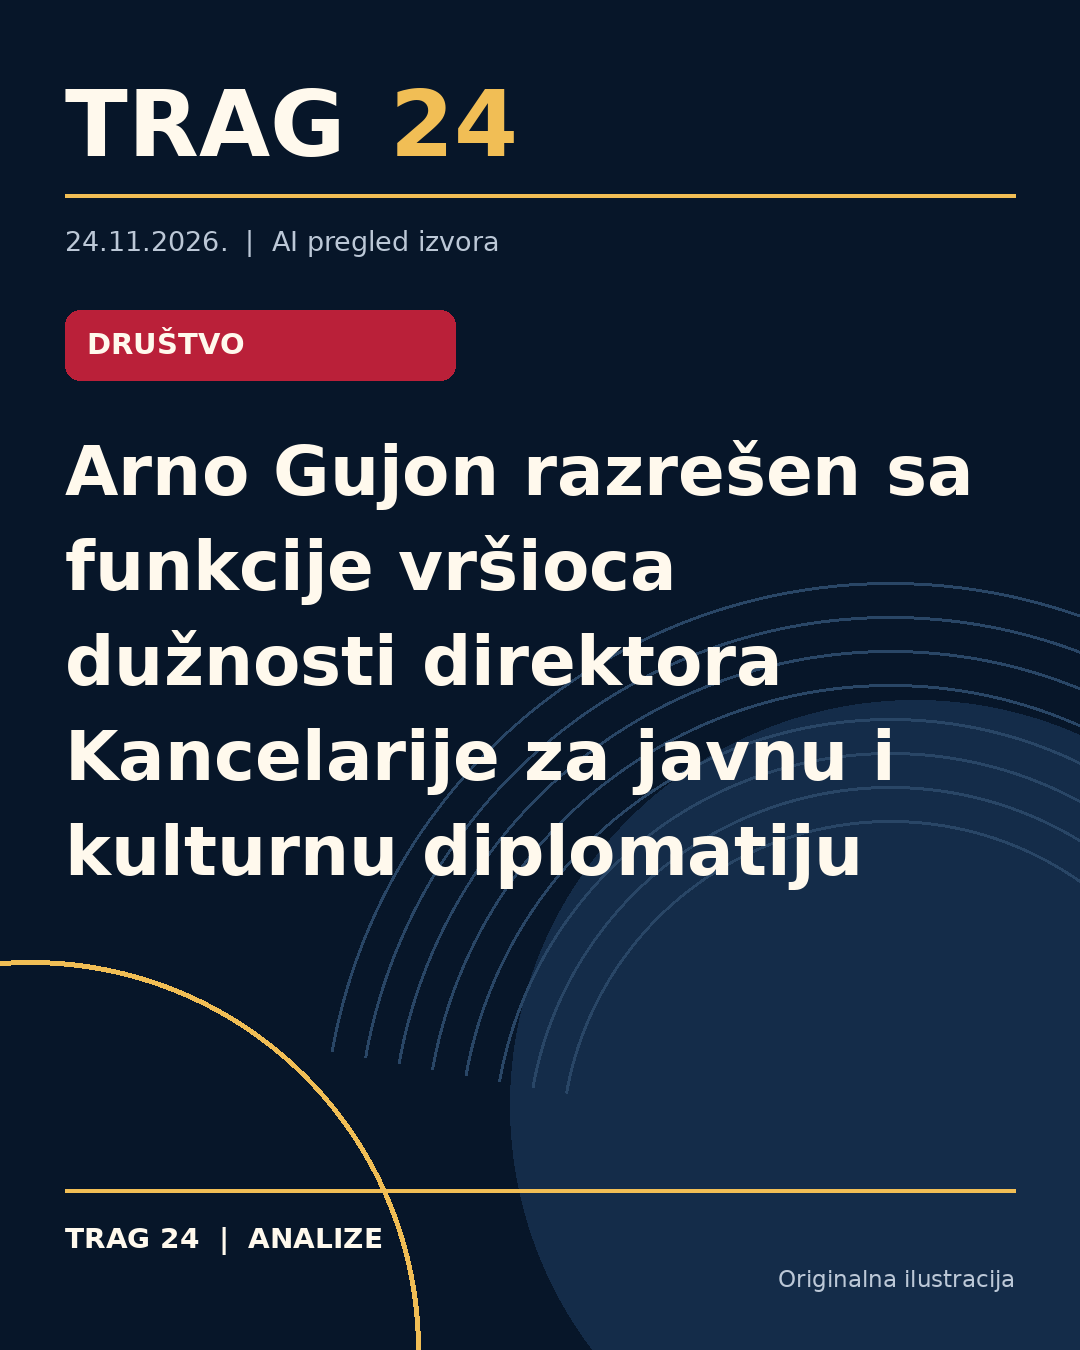 TRAG 24
24.11.2026. | AI pregled izvora
DRUŠTVO
Arno Gujon razrešen sa
funkcije vršioca
dužnosti direktora
Kancelarije za javnu i
kulturnu diplomatiju
TRAG 24 | ANALIZE
Originalna ilustracija